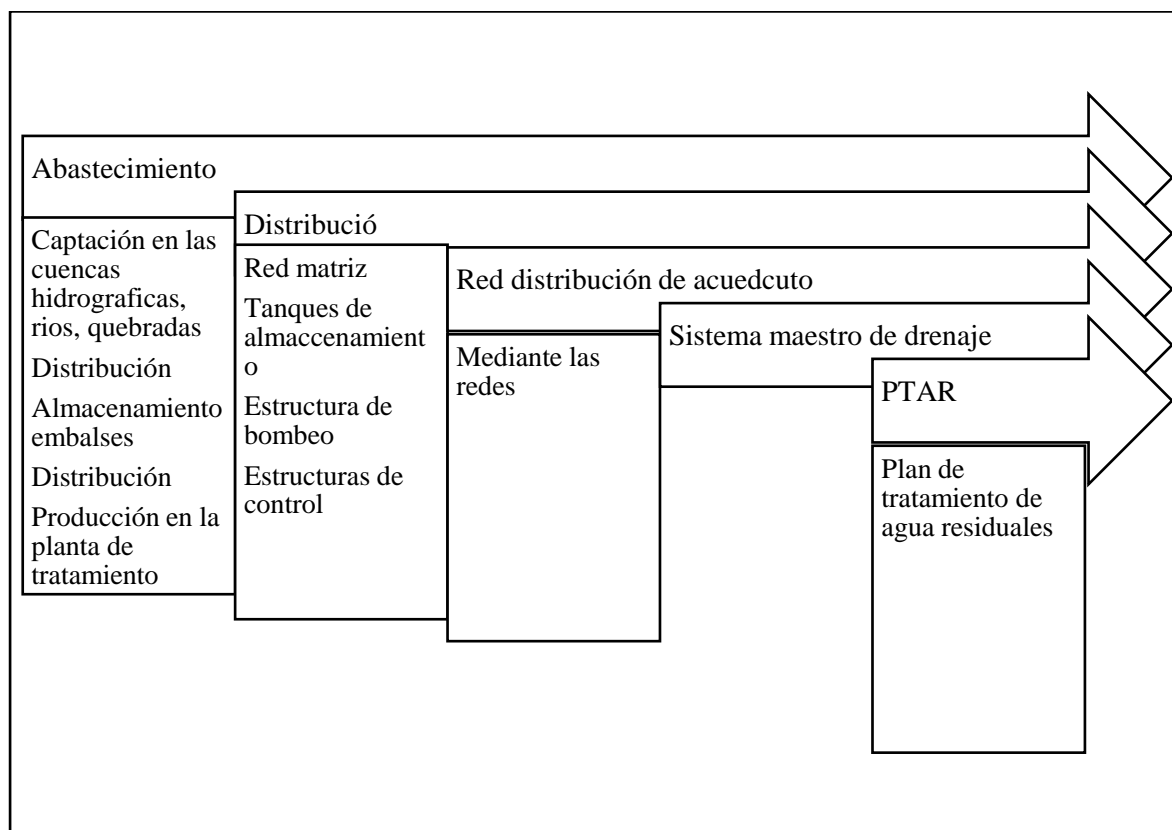 Abastecimiento
Captación en las
cuencas
hidrograficas,
rios, quebradas
Distribución
Almacenamiento
embalses
Distribución
Producción en la
planta de
tratamiento
Distribució
Red matriz
Tanques de
almaccenamient
o
Estructura de
bombeo
Estructuras de
control
Red distribución de acuedcuto
Mediante las
redes
Sistema maestro de drenaje
PTAR
Plan de
tratamiento de
agua residuales